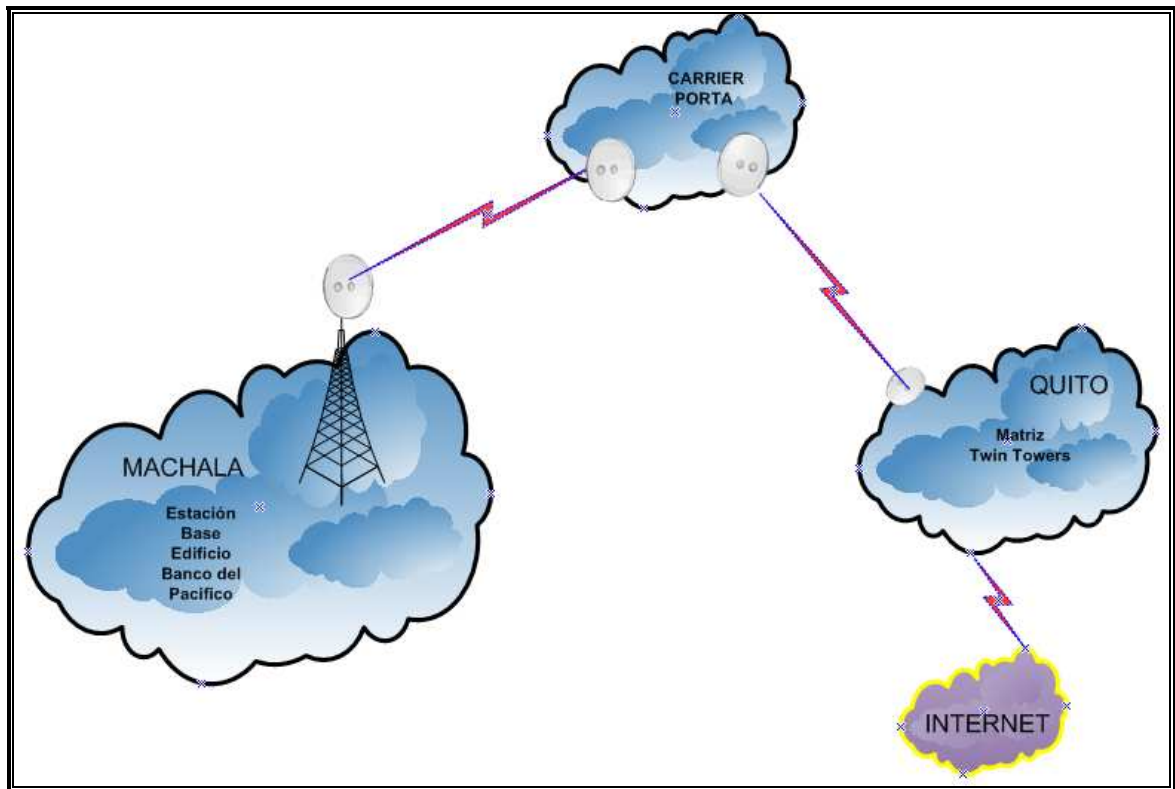 CARRIER
PORTA
QUITO
Matriz
Twin Towers
MACHALA
Estación
Base
Edificio
Banco del
Pacifico
INTERNET